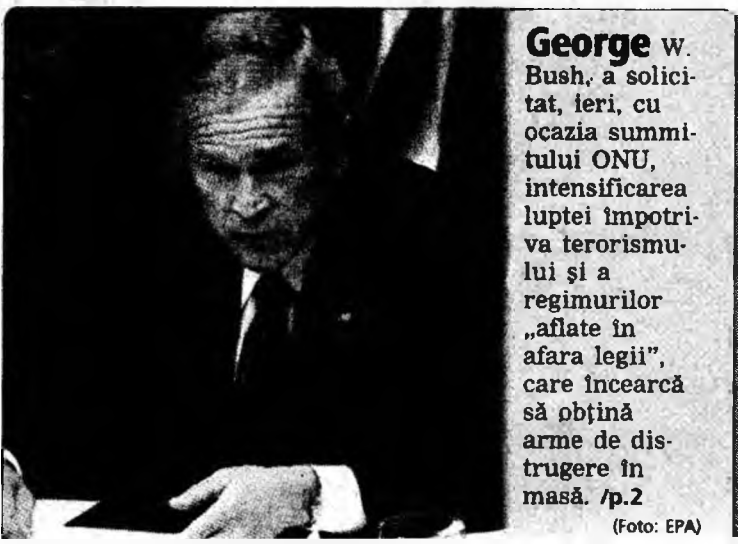 George W.
Bush, a solici-
tat, ieri, cu
ocazia summi-
tului ONU,
intensificarea
luptei împotri-
va terorismu-
lui şi a
regimurilor
„aflate în
afara legii”,
care încearcă
să obţină
arme de dis-
trugere în
masă. /p.2
(Foto: EPA)